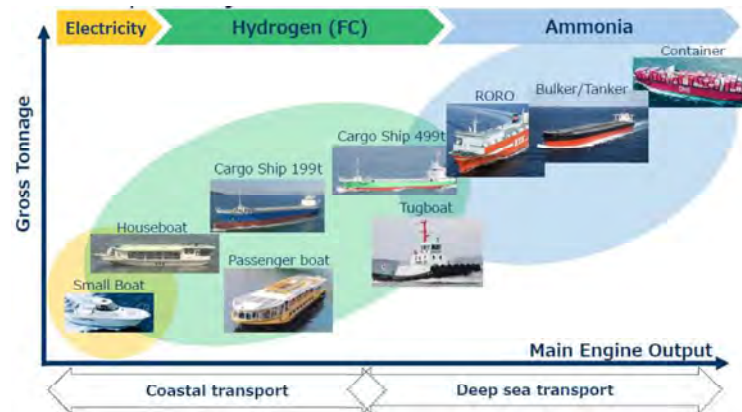 Electricity
Hydrogen (FC)
Ammonia
Container
RORO
Bulker/Tanker
Cargo Ship 499t
Cargo Ship 199t
Tugboat
Houseboat
Passenger boat
Small Boat
Gross Tonnage
Main Engine Output
Coastal transport
Deep sea transport